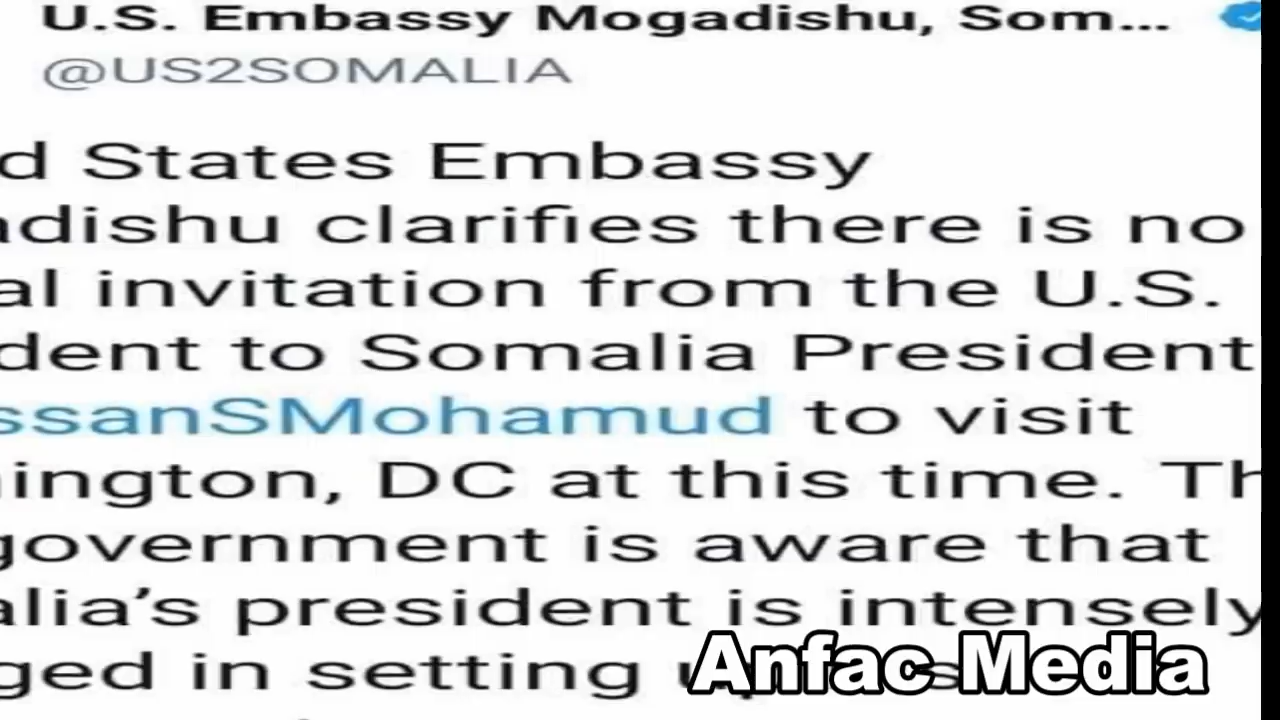 U.S. Embassy Mogadishu, Som...
@US2SOMALIA
d States Embassy
adishu clarifies there is no
al invitation from the U.S.
dent to Somalia President
ssanSMohamud to visit
ington, DC at this time. Th
government is aware that
alia's president is intensely
ged in setting
Anfac Media